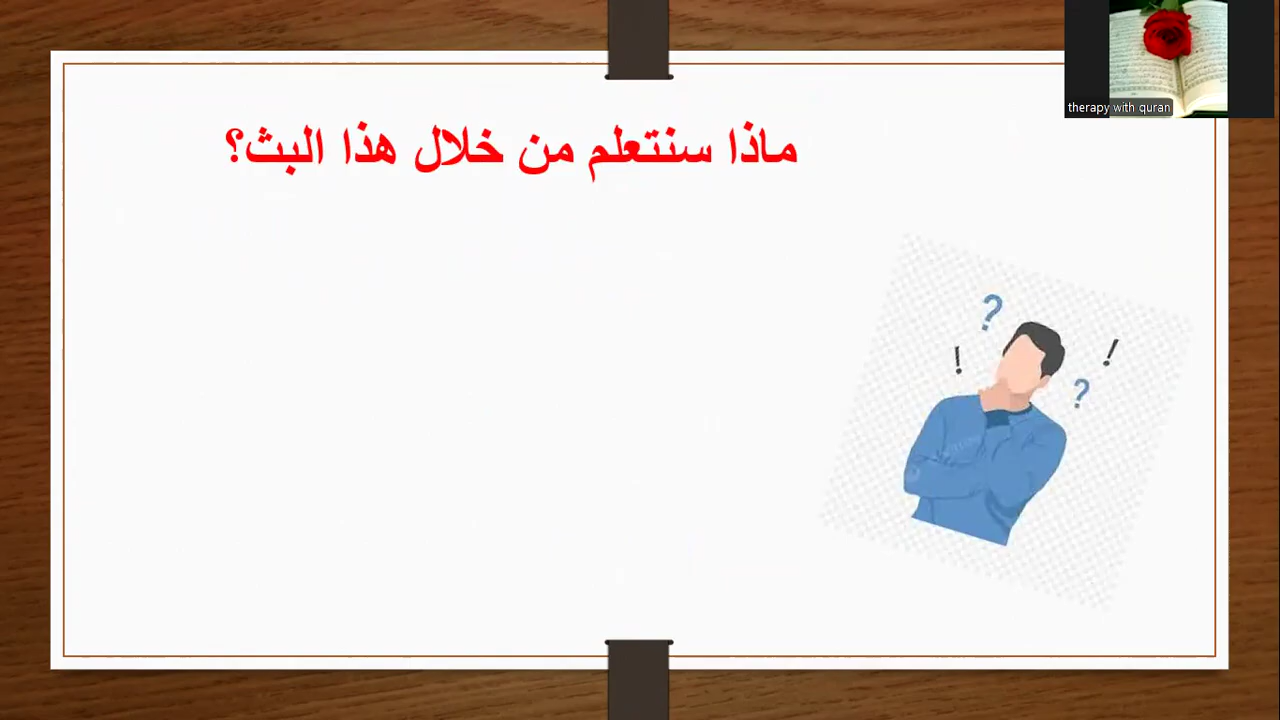 therapy with quran
ماذا سنتعلم من خلال هذا البث؟
? !
! ?